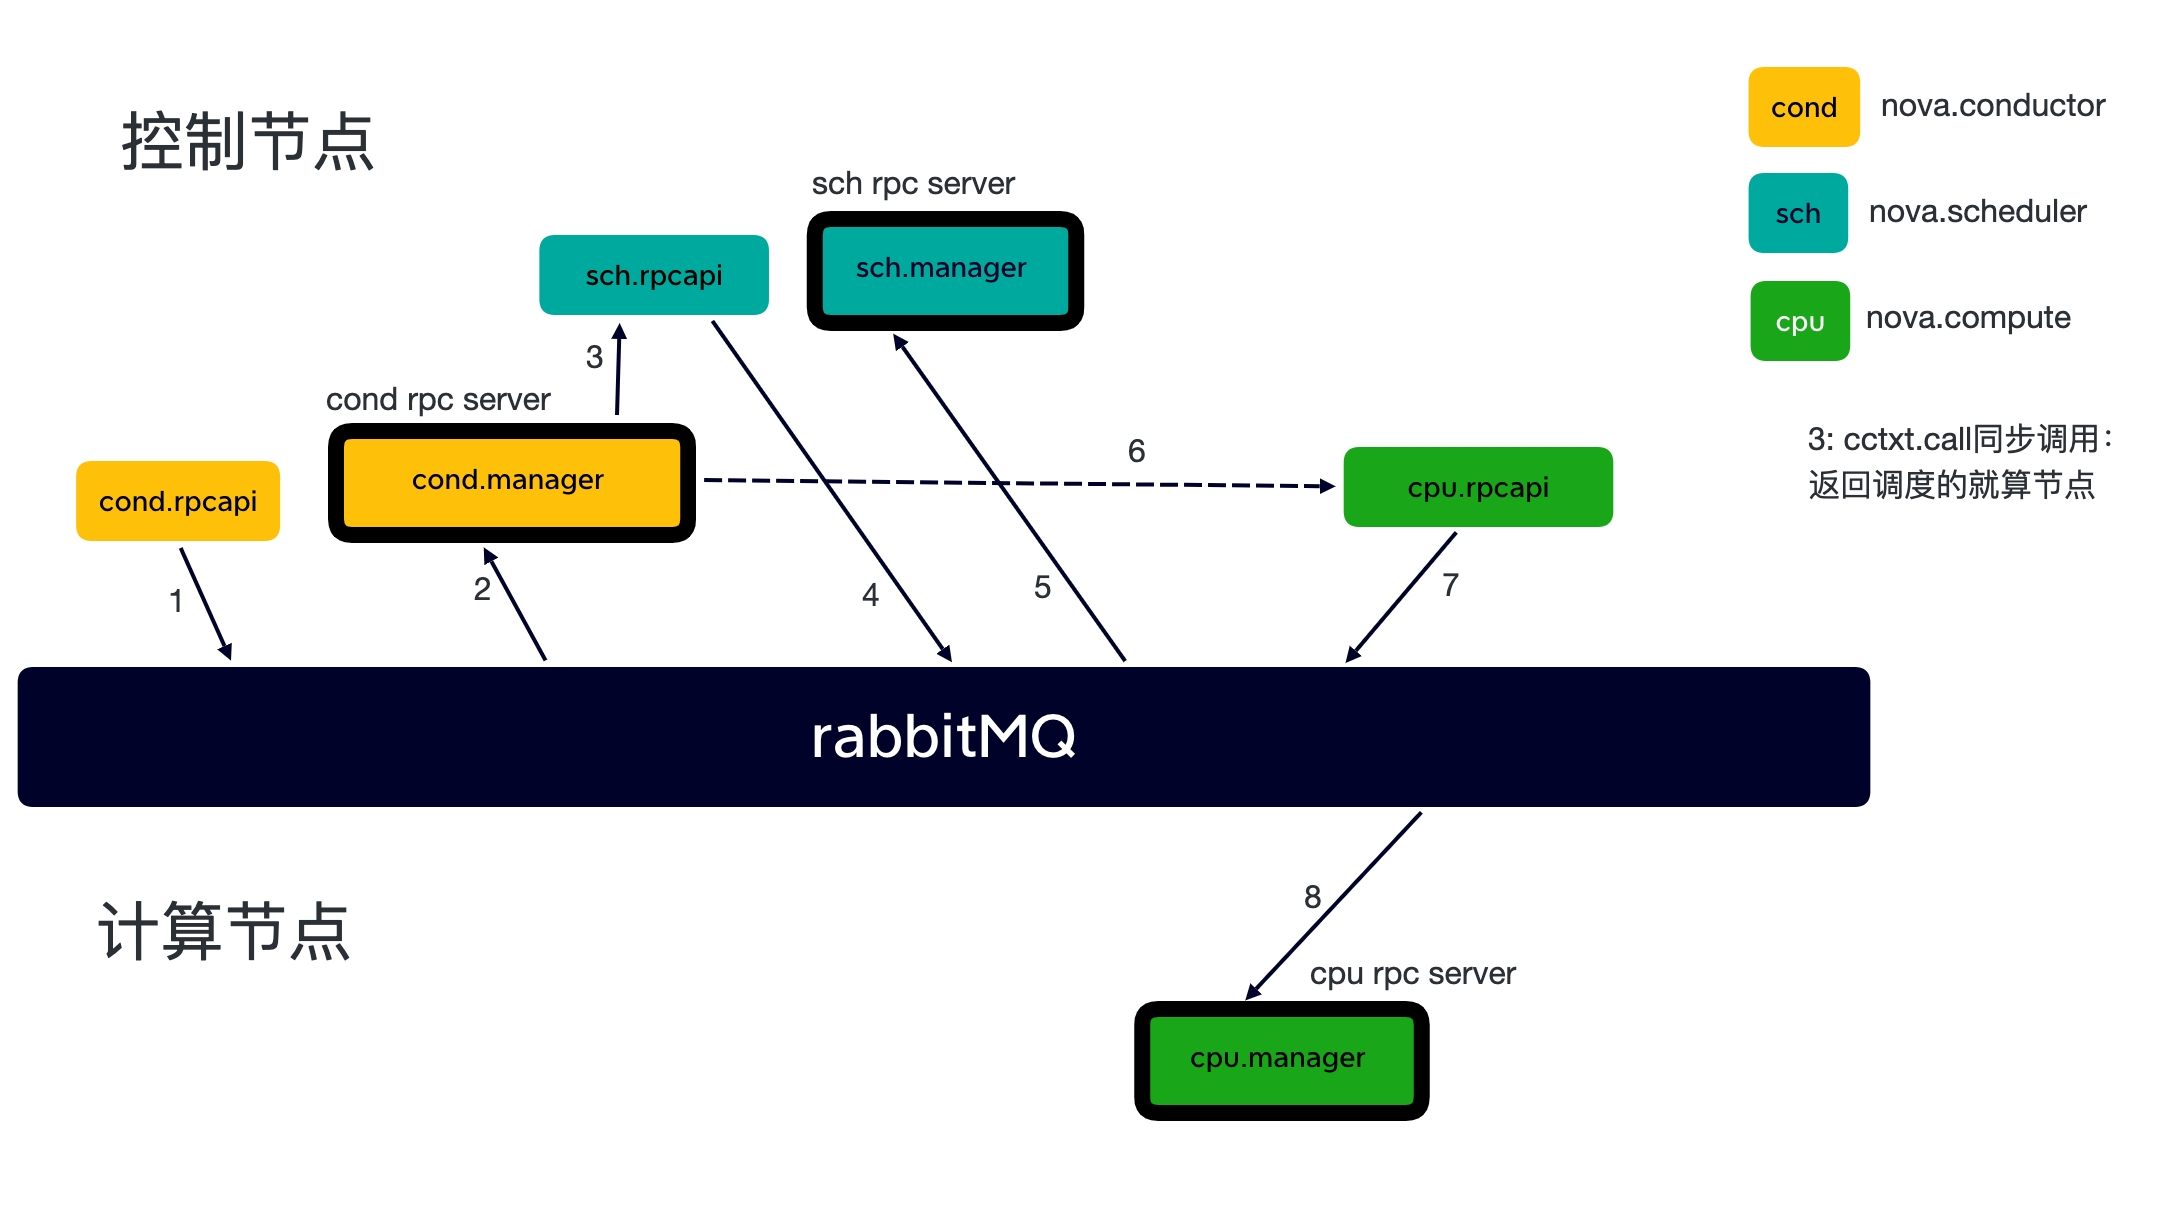 控制节点
cond
nova.conductor
sch
nova.scheduler
cpu
nova.compute
sch rpc server
sch.rpcapi
sch.manager
3
cond rpc server
cond.manager
cond.rpcapi
6
cpu.rpcapi
3: cctxt.call同步调用：
返回调度的就算节点
1
2
4
5
7
rabbitMQ
计算节点
8
cpu rpc server
cpu.manager